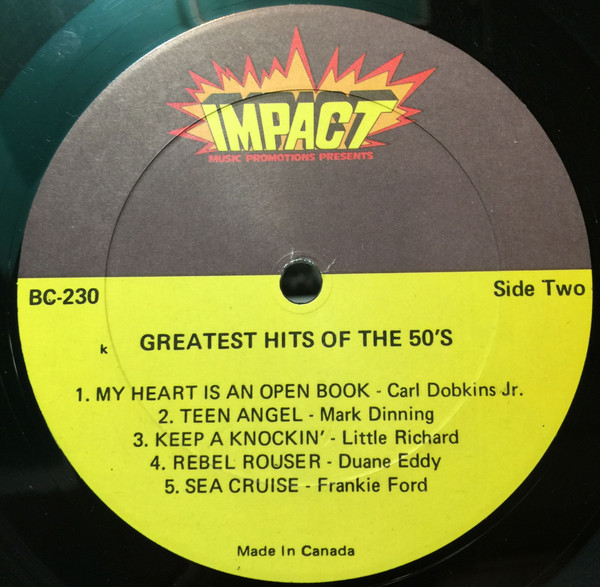 IMPACT
MUSIC PROMOTIONS PRESENTS
BC-230
Side Two
k
GREATEST HITS OF THE 50'S
1. MY HEART IS AN OPEN BOOK - Carl Dobkins Jr.
2. TEEN ANGEL - Mark Dinning
3. KEEP A KNOCKIN' - Little Richard
4. REBEL ROUSER - Duane Eddy
5. SEA CRUISE - Frankie Ford
Made In Canada